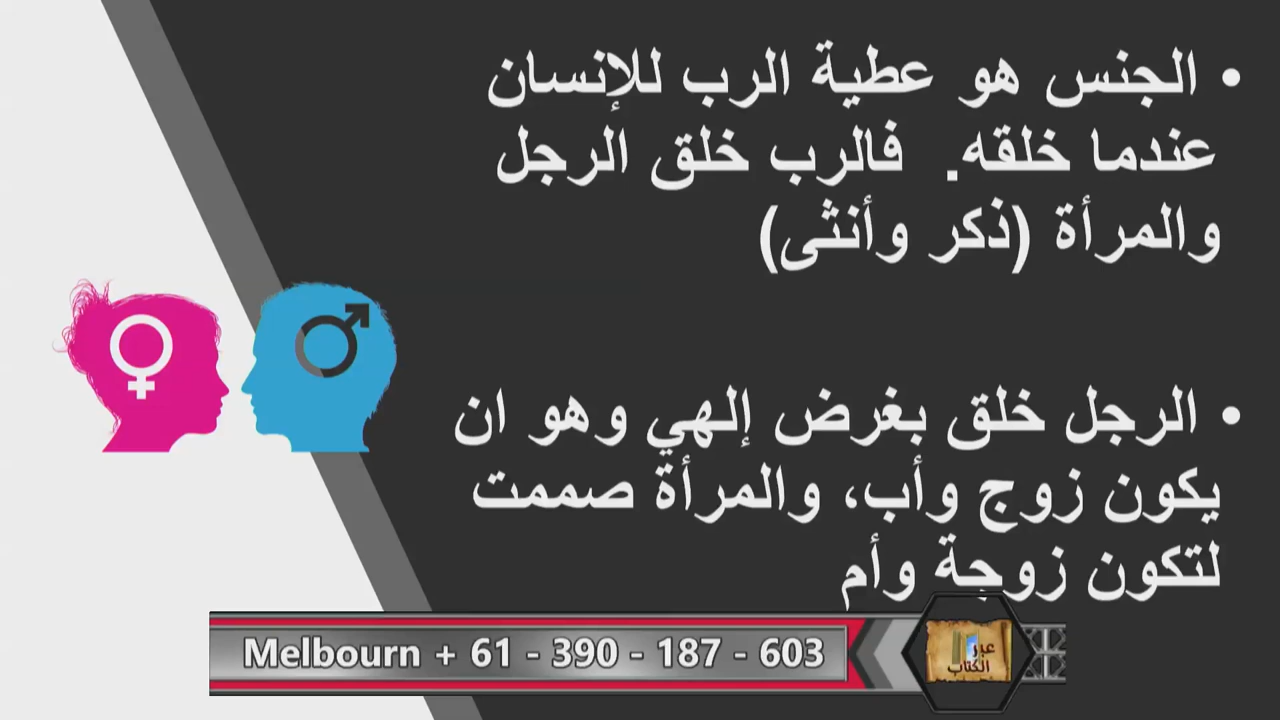 • الجنس هو عطية الرب للإنسان
عندما خلقه. فالرب خلق الرجل
والمرأة (ذكر وأنثى)
• الرجل خلق بغرض إلهي وهو ان
يكون زوج وأب، والمرأة صممت
لتكون زوجة وأم
Melbourn + 61 - 390 - 187 - 603
عبر
الكتاب